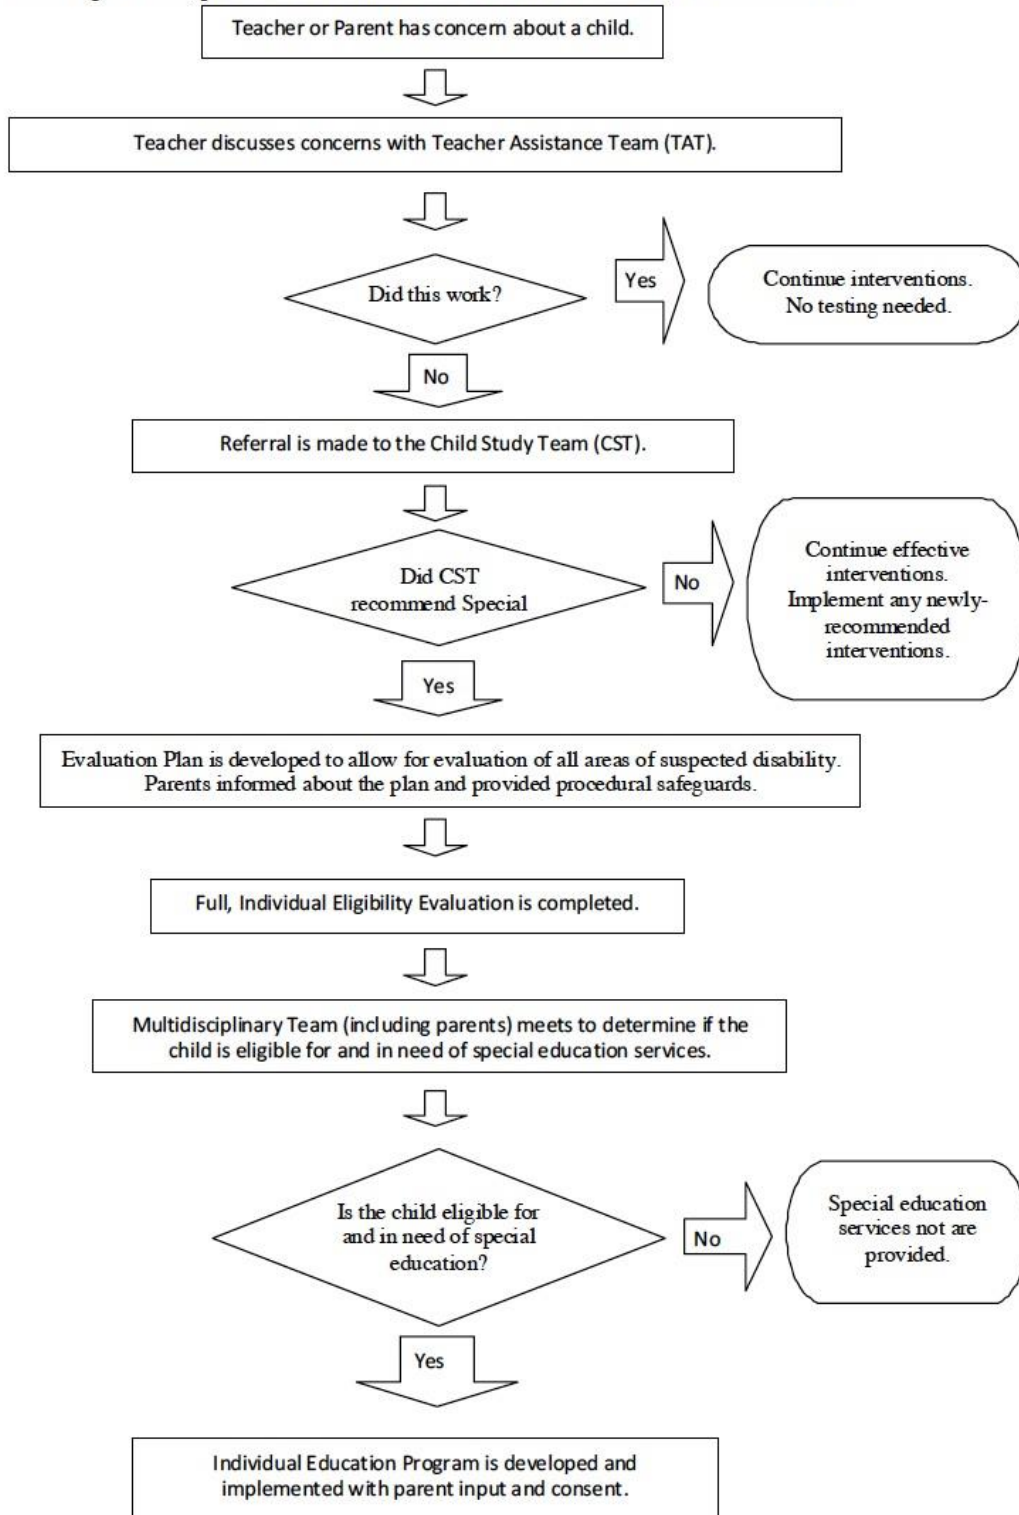 Teacher or Parent has concern about a child.
Teacher discusses concerns with Teacher Assistance Team (TAT).
Did this work?
Yes
Continue interventions.
No testing needed.
No
Referral is made to the Child Study Team (CST).
Did CST
recommend Special
No
Continue effective
interventions.
Implement any newly-
recommended
interventions.
Yes
Evaluation Plan is developed to allow for evaluation of all areas of suspected disability.
Parents informed about the plan and provided procedural safeguards.
Full, Individual Eligibility Evaluation is completed.
Multidisciplinary Team (including parents) meets to determine if the
child is eligible for and in need of special education services.
Is the child eligible for
and in need of special
education?
No
Special education
services not are
provided.
Yes
Individual Education Program is developed and
implemented with parent input and consent.